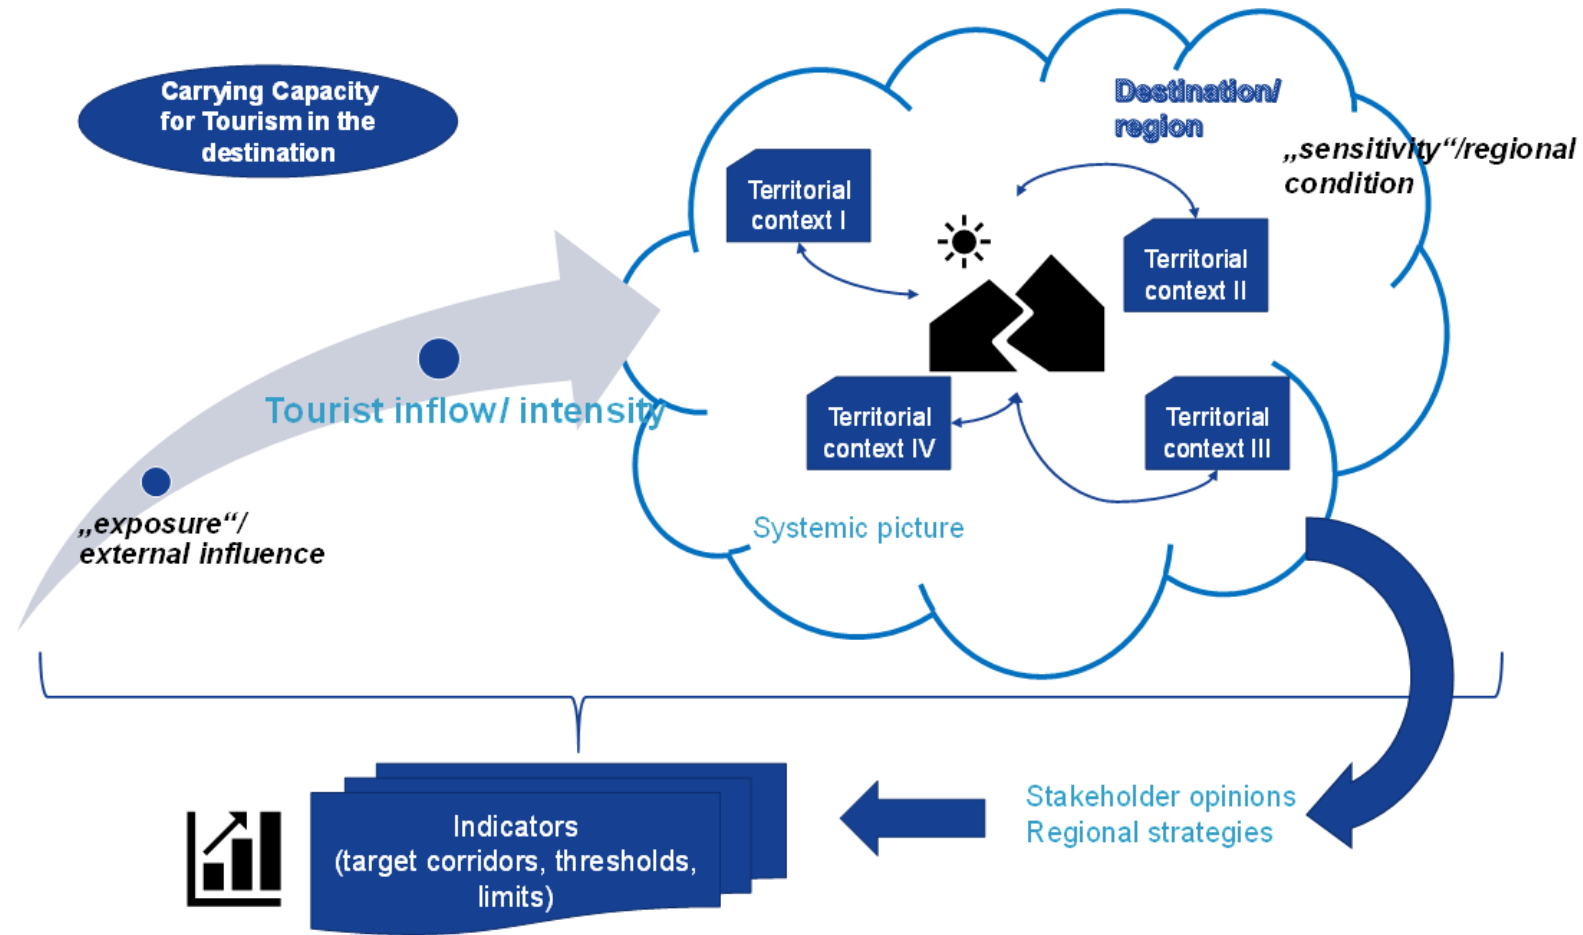 Carrying Capacity
for Tourism in the
destination
Destination/
region
„sensitivity“/regional
condition
Territorial
context I
Territorial
context II
Territorial
context IV
Territorial
context III
Tourist inflow/ intensity
„exposure“/
external influence
Systemic picture
Stakeholder opinions
Regional strategies
Indicators
(target corridors, thresholds,
limits)